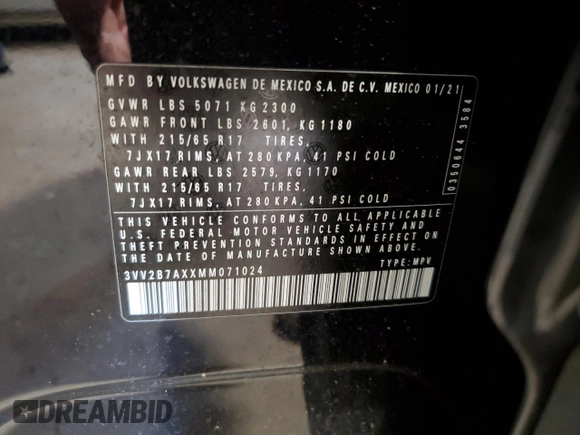 MFD BY VOLKSWAGEN DE MEXICO S.A. DE C.V. MEXICO 01/21
GVWR LBS 5071 KG 2300
GAWR FRONT LBS 2601, KG 1180
WITH 215/65 R17 TIRES,
7JX17 RIMS, AT 280 KPA, 41 PSI COLD
GAWR REAR LBS 2579, KG 1170
WITH 215/65 R17 TIRES,
7JX17 RIMS, AT 280 KPA, 41 PSI COLD
THIS VEHICLE CONFORMS TO ALL APPLICABLE
U.S. FEDERAL MOTOR VEHICLE SAFETY AND
THEFT PREVENTION STANDARDS IN EFFECT ON
THE DATE OF MANUFACTURE SHOWN ABOVE.
3VV2B7AXXMM071024 TYPE: MPV
0350644 3584
DREAMBID